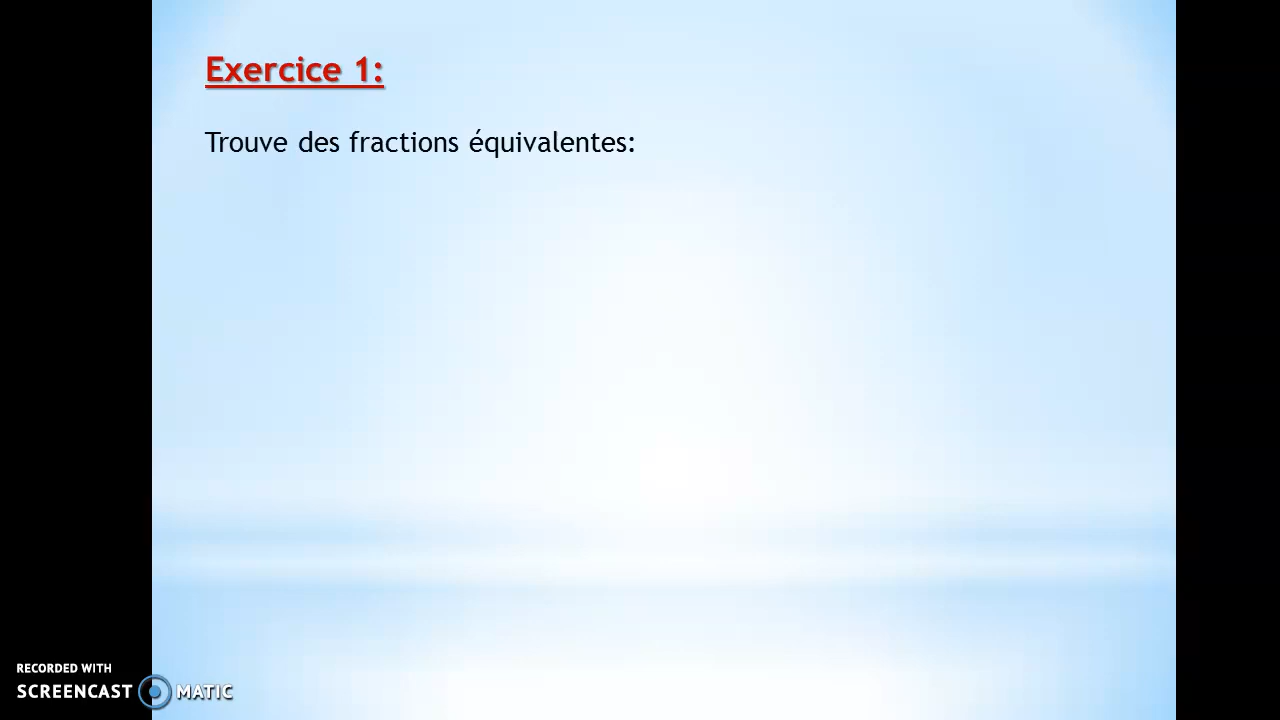 Exercice 1:
Trouve des fractions équivalentes:
RECORDED WITH
SCREENCAST MATIC